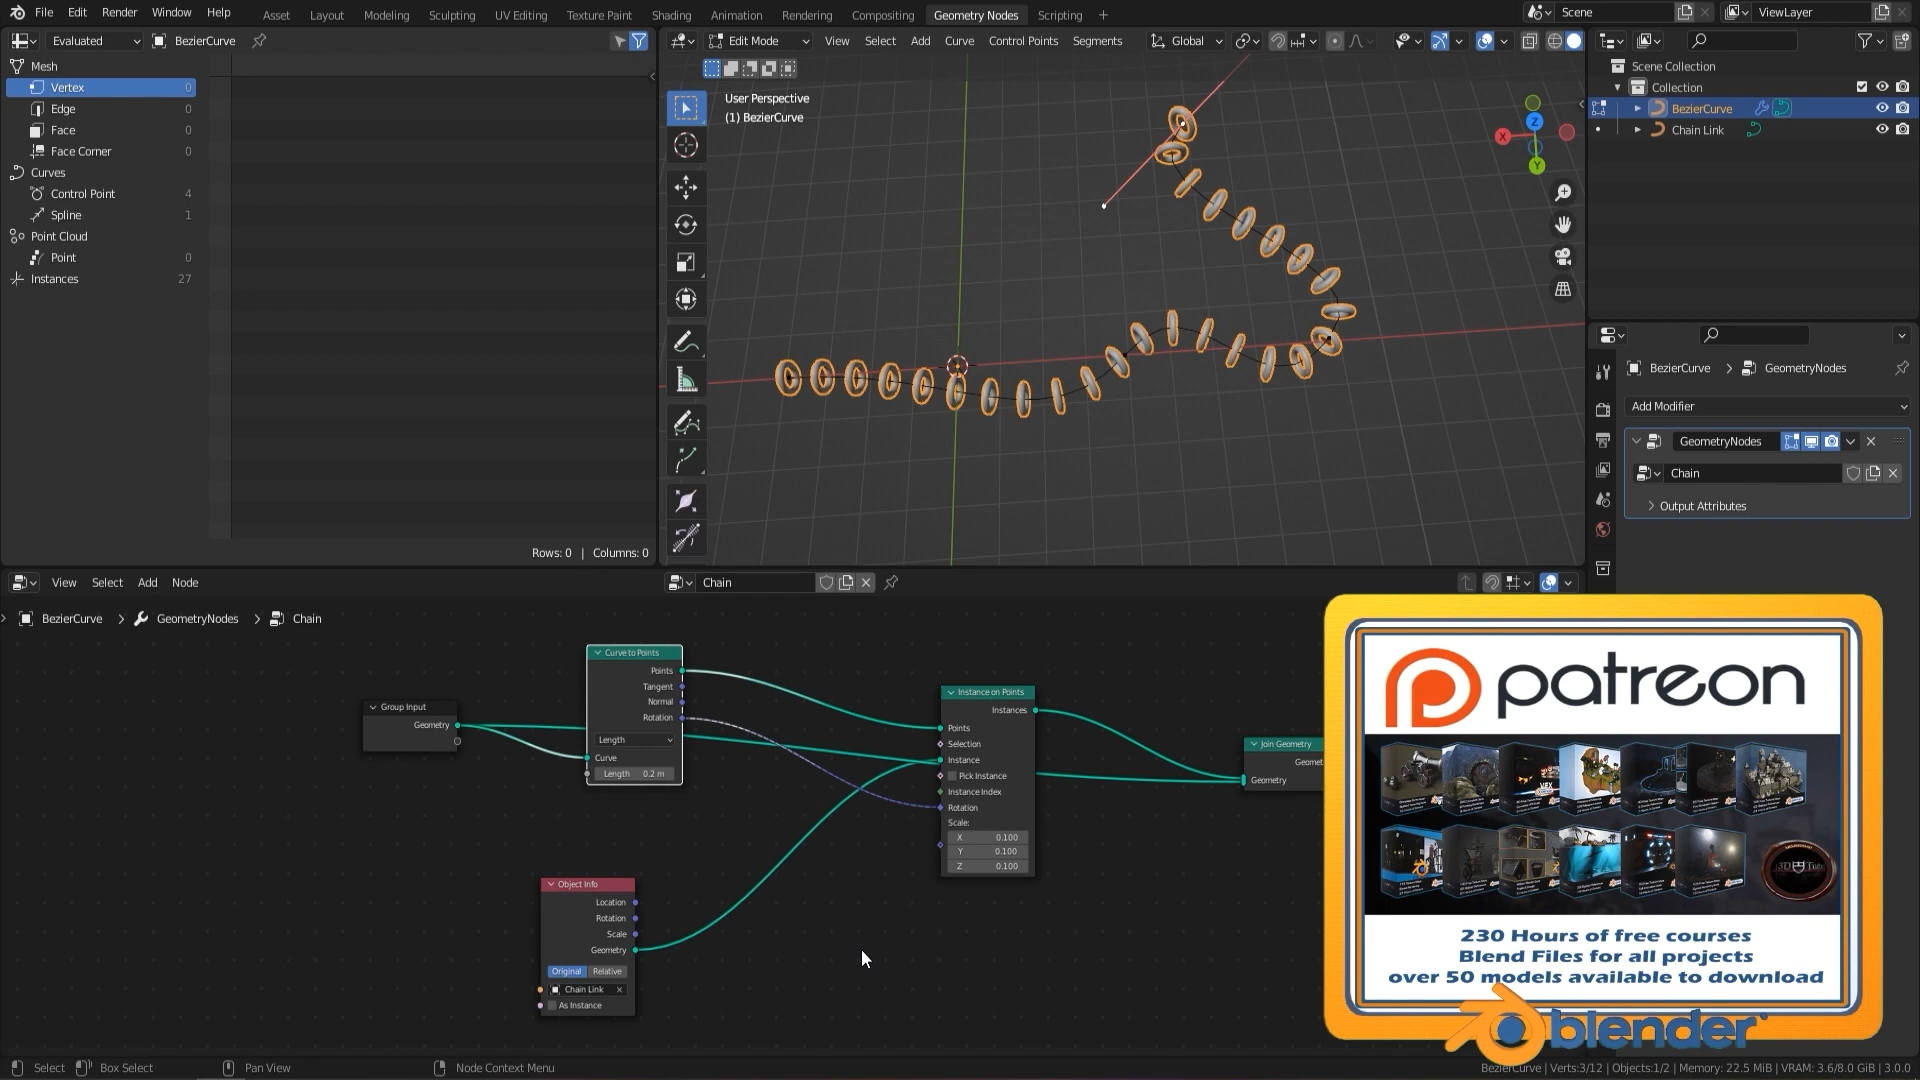 File Edit Render Window Help Asset Layout Modeling Sculpting UV Editing Texture Paint Shading Animation Rendering Compositing Geometry Nodes Scripting + Scene ViewLayer
Evaluated BezierCurve
Mesh
Vertex 0
Edge 0
Face 0
Face Corner 0
Curves
Control Point 4
Spline 1
Point Cloud
Point 0
Instances 27
Rows: 0 | Columns: 0
Edit Mode View Select Add Curve Control Points Segments Global
User Perspective
(1) BezierCurve
X Z Y
Scene Collection
Collection
BezierCurve
Chain Link
BezierCurve > GeometryNodes
Add Modifier
GeometryNodes
Chain
Output Attributes
View Select Add Node Chain
BezierCurve > GeometryNodes > Chain
Group Input
Geometry
Curve to Points
Points
Tangent
Normal
Rotation
Length
Curve
Length 0.2 m
Object Info
Location
Rotation
Scale
Geometry
Original Relative
Chain Link
As Instance
Instance on Points
Instances
Points
Selection
Instance
Pick Instance
Instance Index
Rotation
Scale:
X 0.100
Y 0.100
Z 0.100
Join Geometry
Geomet
Geometry
patreon
230 Hours of free courses
Blend Files for all projects
over 50 models available to download
blender
Select Box Select Pan View Node Context Menu
BezierCurve | Verts:3/12 | Objects:1/2 | Memory: 22.5 MiB | VRAM: 3.6/8.0 GiB | 3.0.0